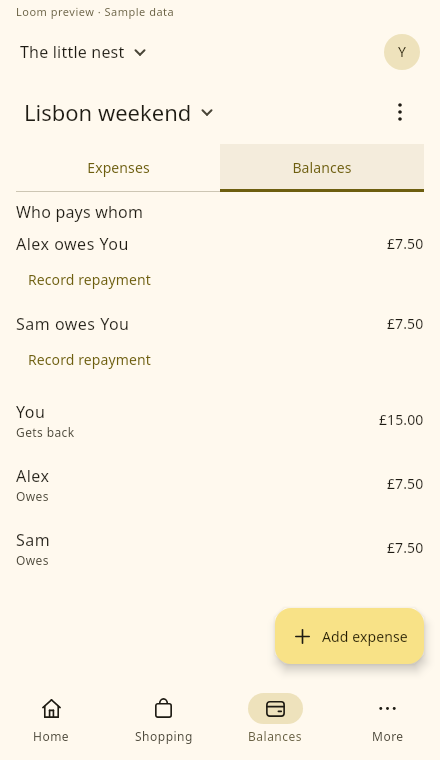 Loom preview · Sample data
The little nest
Y
Lisbon weekend
Expenses
Balances
Who pays whom
Alex owes You £7.50
Record repayment
Sam owes You £7.50
Record repayment
You £15.00
Gets back
Alex £7.50
Owes
Sam £7.50
Owes
Add expense
Home
Shopping
Balances
More